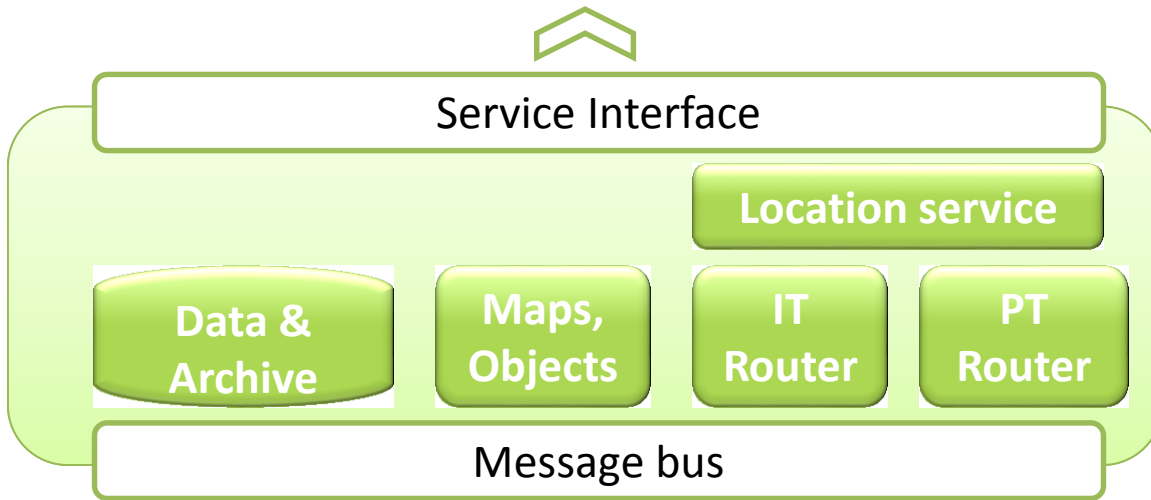 Service Interface
Location service
Data &
Archive
Maps,
Objects
IT
Router
PT
Router
Message bus